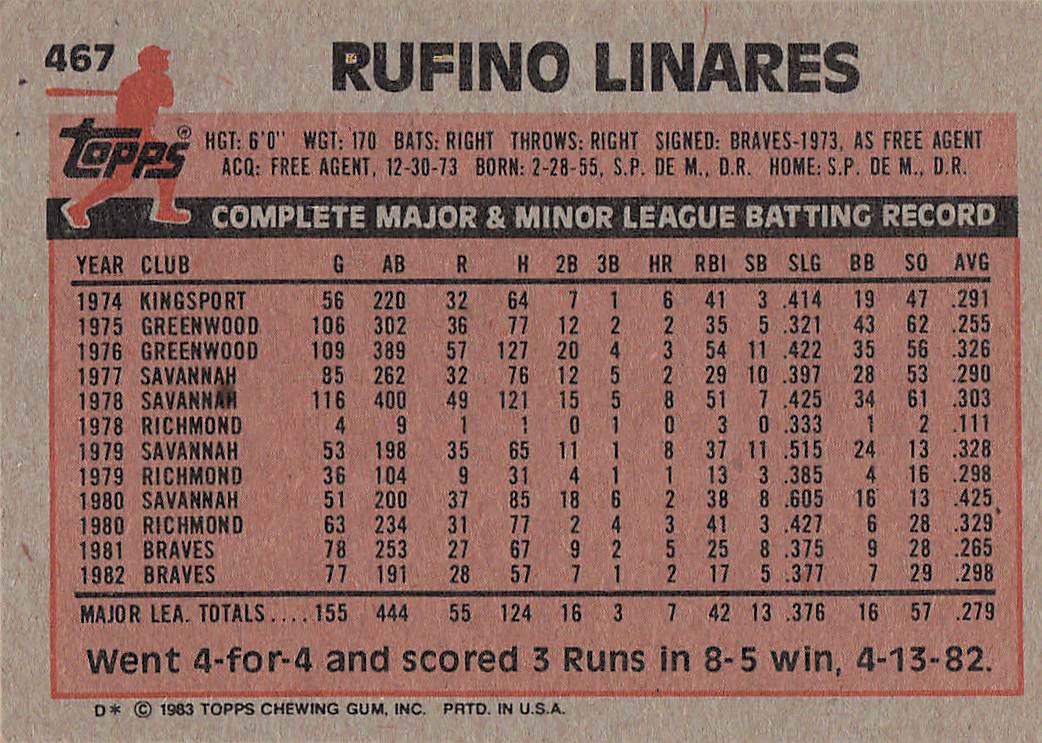 467
RUFINO LINARES
Topps®
HGT: 6'0" WGT: 170 BATS: RIGHT THROWS: RIGHT SIGNED: BRAVES-1973, AS FREE AGENT
ACQ: FREE AGENT, 12-30-73 BORN: 2-28-55, S.P. DE M., D.R. HOME: S.P. DE M., D.R.
COMPLETE MAJOR & MINOR LEAGUE BATTING RECORD
YEAR CLUB G AB R H 2B 3B HR RBI SB SLG BB SO AVG
1974 KINGSPORT 56 220 32 64 7 1 6 41 3 .414 19 47 .291
1975 GREENWOOD 106 302 36 77 12 2 2 35 5 .321 43 62 .255
1976 GREENWOOD 109 389 57 127 20 4 3 54 11 .422 35 56 .326
1977 SAVANNAH 85 262 32 76 12 5 2 29 10 .397 28 53 .290
1978 SAVANNAH 116 400 49 121 15 5 8 51 7 .425 34 61 .303
1978 RICHMOND 4 9 1 1 0 1 0 3 0 .333 1 2 .111
1979 SAVANNAH 53 198 35 65 11 1 8 37 11 .515 24 13 .328
1979 RICHMOND 36 104 9 31 4 1 1 13 3 .385 4 16 .298
1980 SAVANNAH 51 200 37 85 18 6 2 38 8 .605 16 13 .425
1980 RICHMOND 63 234 31 77 2 4 3 41 3 .427 6 28 .329
1981 BRAVES 78 253 27 67 9 2 5 25 8 .375 9 28 .265
1982 BRAVES 77 191 28 57 7 1 2 17 5 .377 7 29 .298
MAJOR LEA. TOTALS.... 155 444 55 124 16 3 7 42 13 .376 16 57 .279
Went 4-for-4 and scored 3 Runs in 8-5 win, 4-13-82.
D* © 1983 TOPPS CHEWING GUM, INC. PRTD. IN U.S.A.